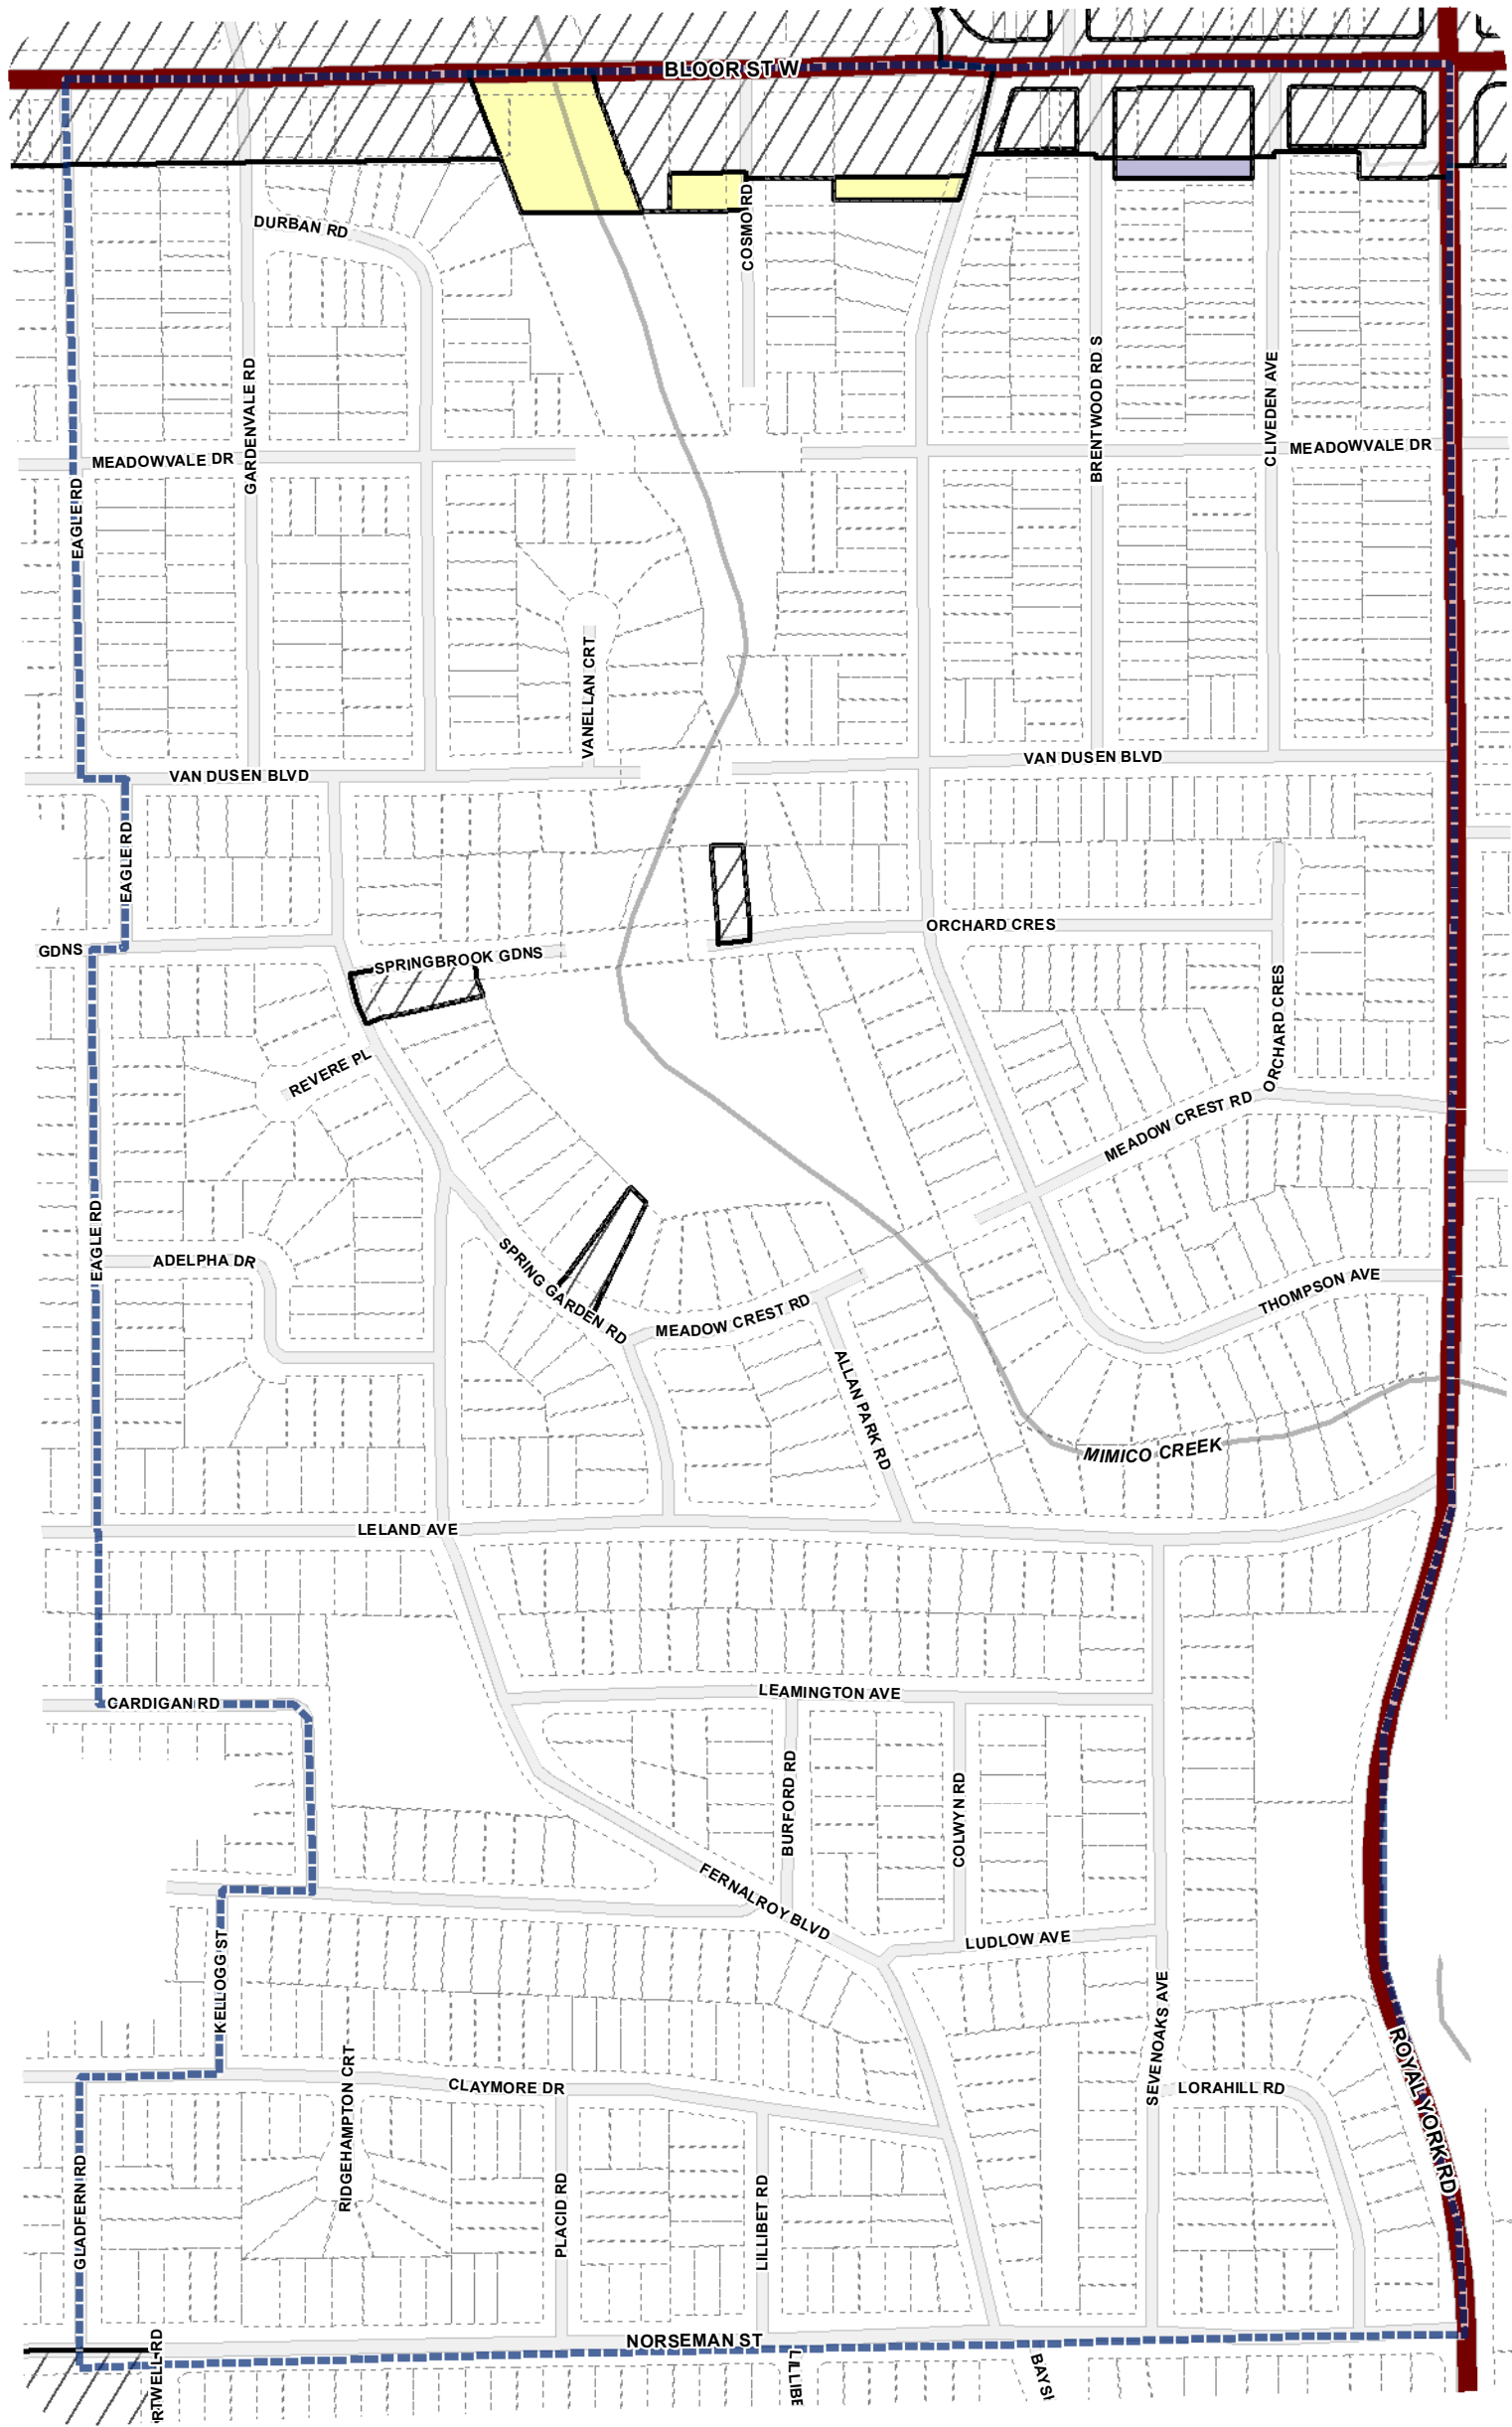 BLOOR ST W
DURBAN RD
COSMO RD
GARDENVALE RD
BRENTWOOD RD S
CLIVEDEN AVE
MEADOWVALE DR
MEADOWVALE DR
EAGLE RD
VANELLAN CRT
VAN DUSEN BLVD
VAN DUSEN BLVD
EAGLE RD
ORCHARD CRES
GDNS
SPRINGBROOK GDNS
ORCHARD CRES
REVERE PL
MEADOW CREST RD
EAGLE RD
ADELPHA DR
SPRING GARDEN RD
THOMPSON AVE
MEADOW CREST RD
ALLAN PARK RD
MIMICO CREEK
LELAND AVE
LEAMINGTON AVE
CARDIGAN RD
BURFORD RD
COLWYN RD
FERNALROY BLVD
LUDLOW AVE
KELLOGG ST
SEVENOAKS AVE
ROYAL YORK RD
RIDGEHAMPTON CRT
CLAYMORE DR
LORAHILL RD
GLADFERN RD
PLACID RD
LILLIBET RD
NORSEMAN ST
RTWELL RD
LILLIBE
BAYS